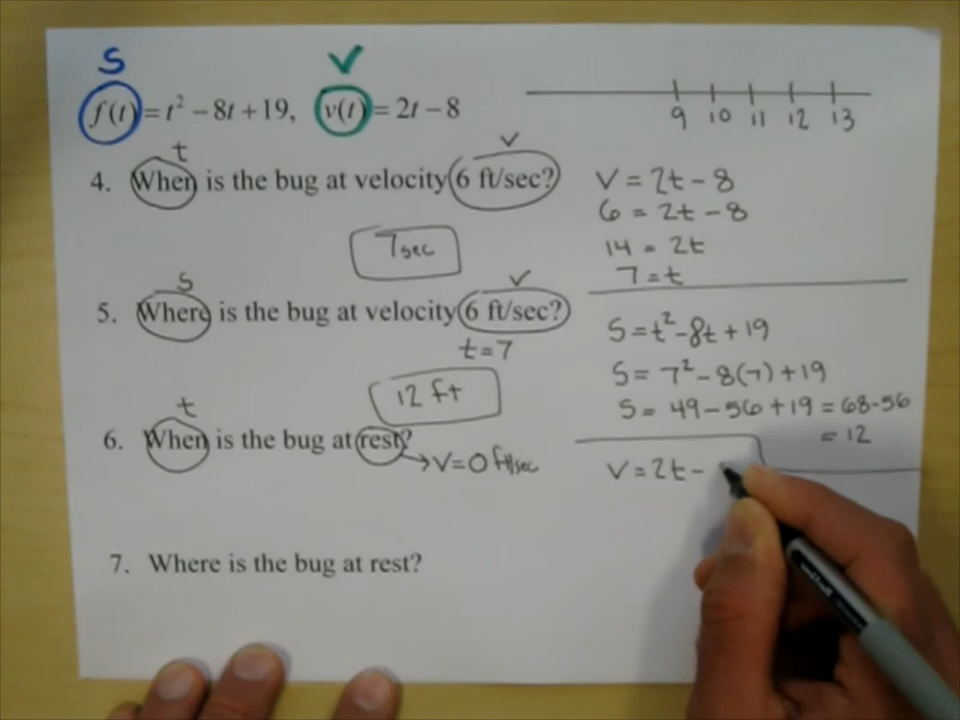 S V
f(t) = t² − 8t + 19, v(t) = 2t − 8
9 10 11 12 13
t v
4. When is the bug at velocity 6 ft/sec?
7 sec
V = 2t - 8
6 = 2t - 8
14 = 2t
7 = t
S v
5. Where is the bug at velocity 6 ft/sec?
t = 7
12 ft
S = t² - 8t + 19
S = 7² - 8(7) + 19
S = 49 - 56 + 19 = 68 - 56
= 12
t
6. When is the bug at rest?
→ V = 0 ft/sec
V = 2t -
7. Where is the bug at rest?